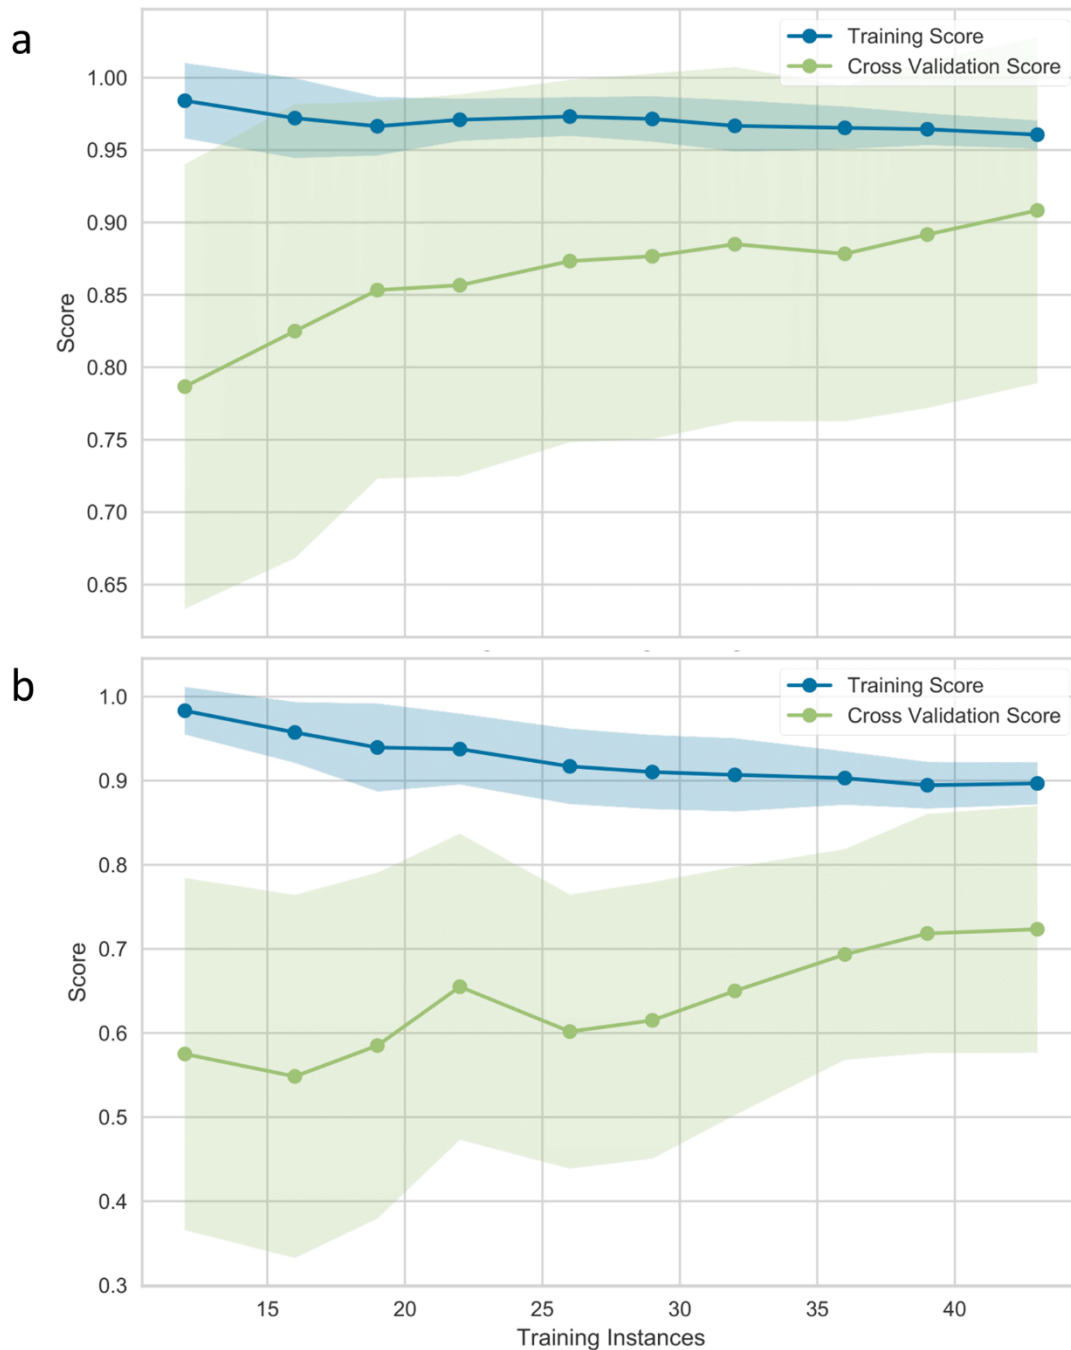 a
Training Score
Cross Validation Score
1.00
0.95
0.90
0.85
0.80
0.75
0.70
0.65
Score
b
Training Score
Cross Validation Score
1.0
0.9
0.8
0.7
0.6
0.5
0.4
0.3
Score
15 20 25 30 35 40
Training Instances